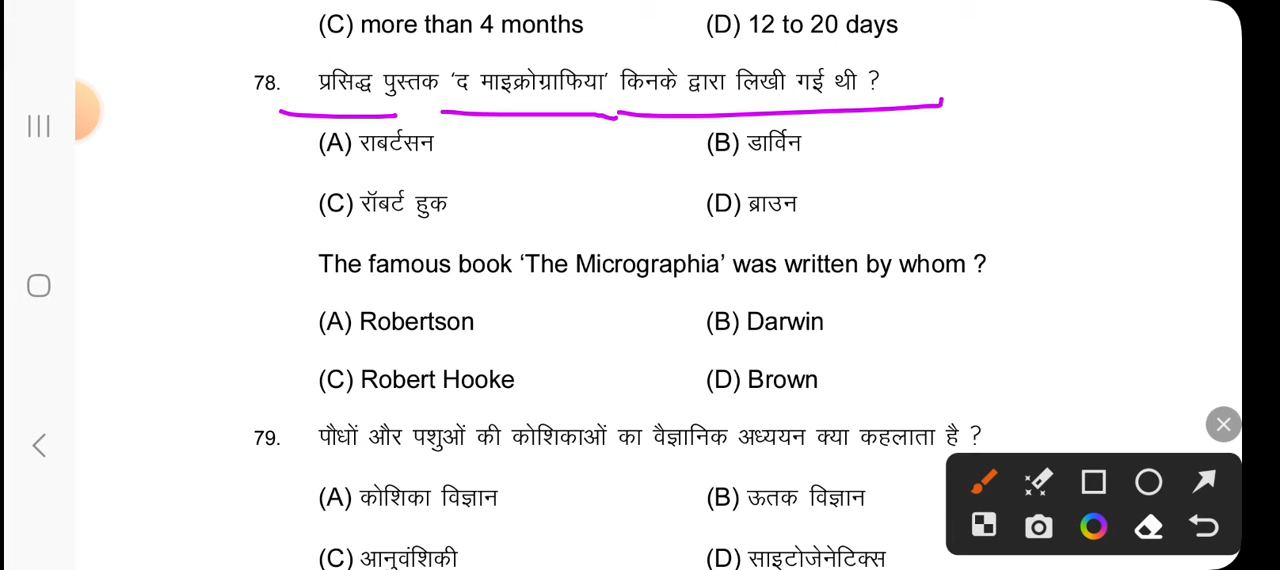 (C) more than 4 months (D) 12 to 20 days
78. प्रसिद्ध पुस्तक ‘द माइक्रोग्राफिया’ किनके द्वारा लिखी गई थी ?
(A) राबर्टसन (B) डार्विन
(C) रॉबर्ट हुक (D) ब्राउन
The famous book ‘The Micrographia’ was written by whom ?
(A) Robertson (B) Darwin
(C) Robert Hooke (D) Brown
79. पौधों और पशुओं की कोशिकाओं का वैज्ञानिक अध्ययन क्या कहलाता है ?
(A) कोशिका विज्ञान (B) ऊतक विज्ञान
(C) आनुवंशिकी (D) साइटोजेनेटिक्स